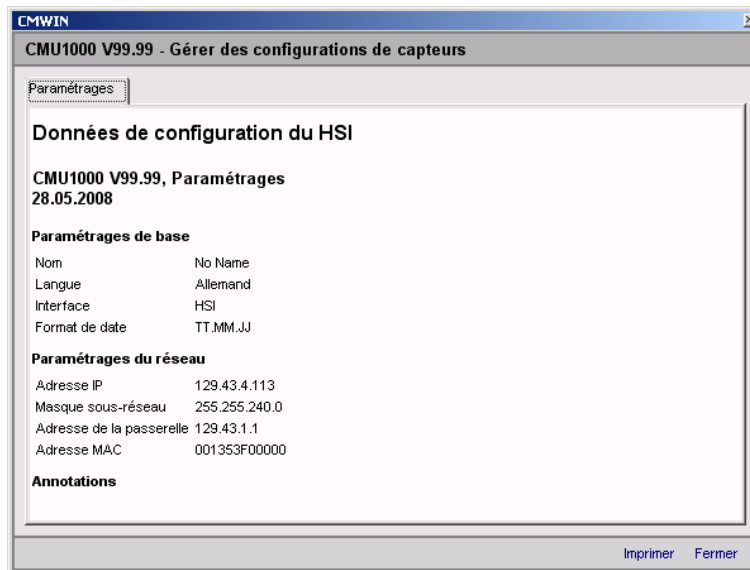 CMWIN
CMU1000 V99.99 - Gérer des configurations de capteurs
Paramétrages
Données de configuration du HSI
CMU1000 V99.99, Paramétrages
28.05.2008
Paramétrages de base
Nom No Name
Langue Allemand
Interface HSI
Format de date TT.MM.JJ
Paramétrages du réseau
Adresse IP 129.43.4.113
Masque sous-réseau 255.255.240.0
Adresse de la passerelle 129.43.1.1
Adresse MAC 001353F00000
Annotations
Imprimer Fermer